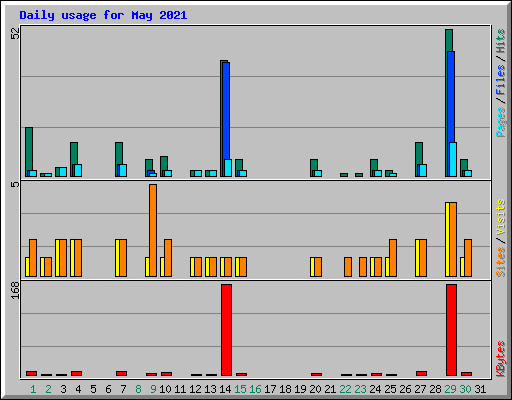 Daily usage for May 2021
52
Pages / Files / Hits
5
Sites / Visits
168
KBytes
1 2 3 4 5 6 7 8 9 10 11 12 13 14 15 16 17 18 19 20 21 22 23 24 25 26 27 28 29 30 31